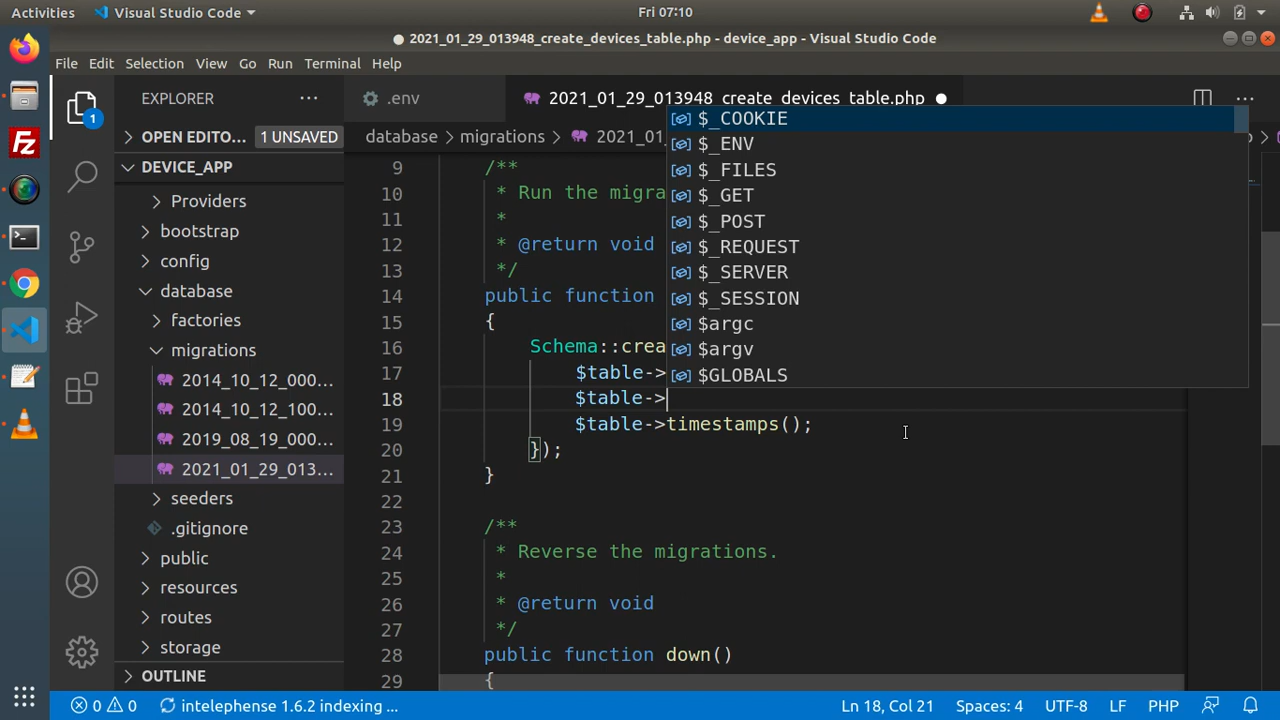 Activities
Visual Studio Code
Fri 07:10
● 2021_01_29_013948_create_devices_table.php - device_app - Visual Studio Code
File Edit Selection View Go Run Terminal Help
1
EXPLORER
.env
2021_01_29_013948_create_devices_table.php
OPEN EDITO...
1 UNSAVED
database > migrations > 2021_01
DEVICE_APP
Providers
bootstrap
config
database
factories
migrations
2014_10_12_000...
2014_10_12_100...
2019_08_19_000...
2021_01_29_013...
seeders
.gitignore
public
resources
routes
storage
OUTLINE
9 /**
10 * Run the migra
11 *
12 * @return void
13 */
14 public function
15 {
16 Schema::crea
17 $table->
18 $table->
19 $table->timestamps();
20 });
21 }
22
23 /**
24 * Reverse the migrations.
25 *
26 * @return void
27 */
28 public function down()
29 {
$_COOKIE
$_ENV
$_FILES
$_GET
$_POST
$_REQUEST
$_SERVER
$_SESSION
$argc
$argv
$GLOBALS
0 0 intelephense 1.6.2 indexing ...
Ln 18, Col 21
Spaces: 4
UTF-8
LF
PHP